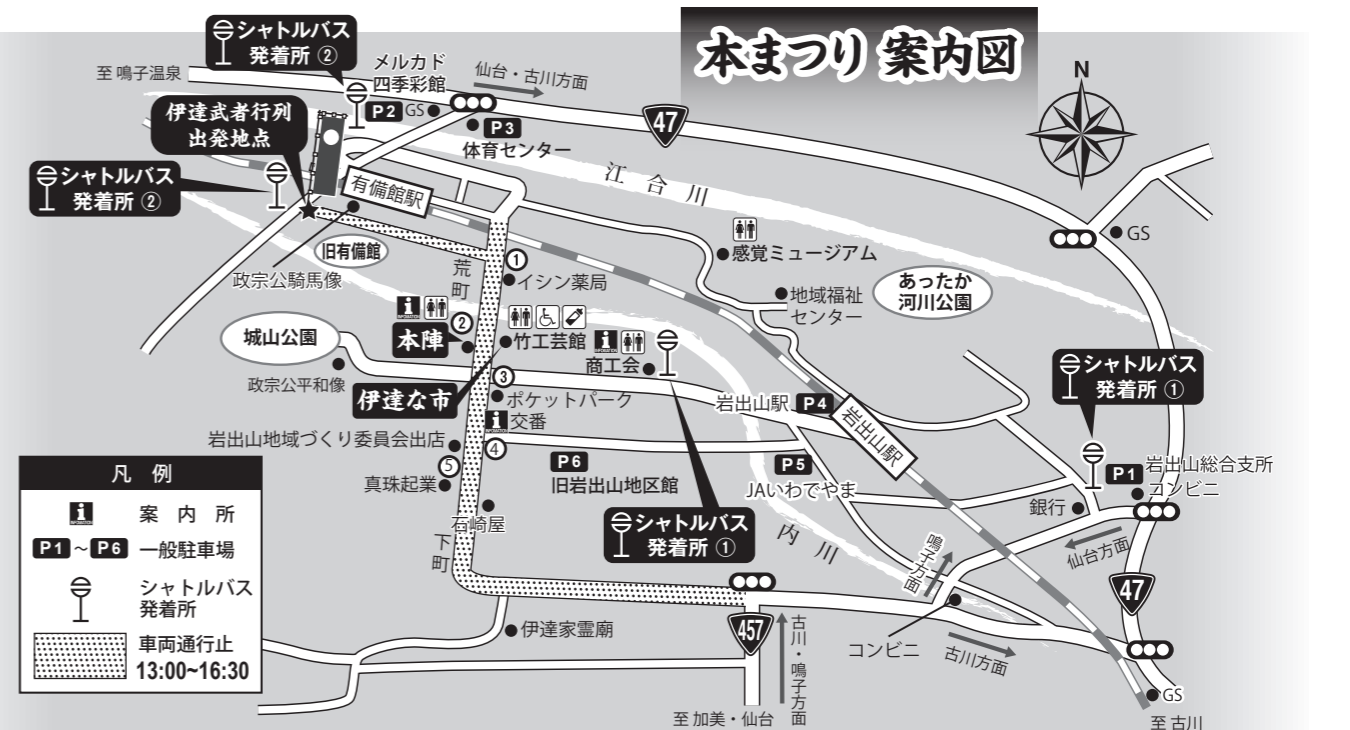 本まつり 案内図
シャトルバス
発着所 ②
メルカド
四季彩館
至 鳴子温泉
仙台・古川方面
N
伊達武者行列
出発地点
P2
GS
47
P3
体育センター
江合川
シャトルバス
発着所 ②
有備館駅
GS
感覚ミュージアム
旧有備館
政宗公騎馬像
荒町
①
イシン薬局
あったか
河川公園
地域福祉
センター
i
INFORMATION
②
本陣
竹工芸館
i
INFORMATION
商工会
城山公園
政宗公平和像
伊達な市
③
ポケットパーク
シャトルバス
発着所 ①
岩出山駅
P4
岩出山駅
i
INFORMATION
交番
岩出山地域づくり委員会出店
④
⑤
真珠起業
P6
旧岩出山地区館
P5
JAいわでやま
P1
岩出山総合支所
コンビニ
銀行
石崎屋
シャトルバス
発着所 ①
内川
鳴子方面
仙台方面
下町
47
伊達家霊廟
457
古川・鳴子方面
コンビニ
古川方面
GS
至 加美・仙台
至 古川
凡 例
i
INFORMATION
案 内 所
P1～P6
一般駐車場
シャトルバス
発着所
車両通行止
13:00~16:30